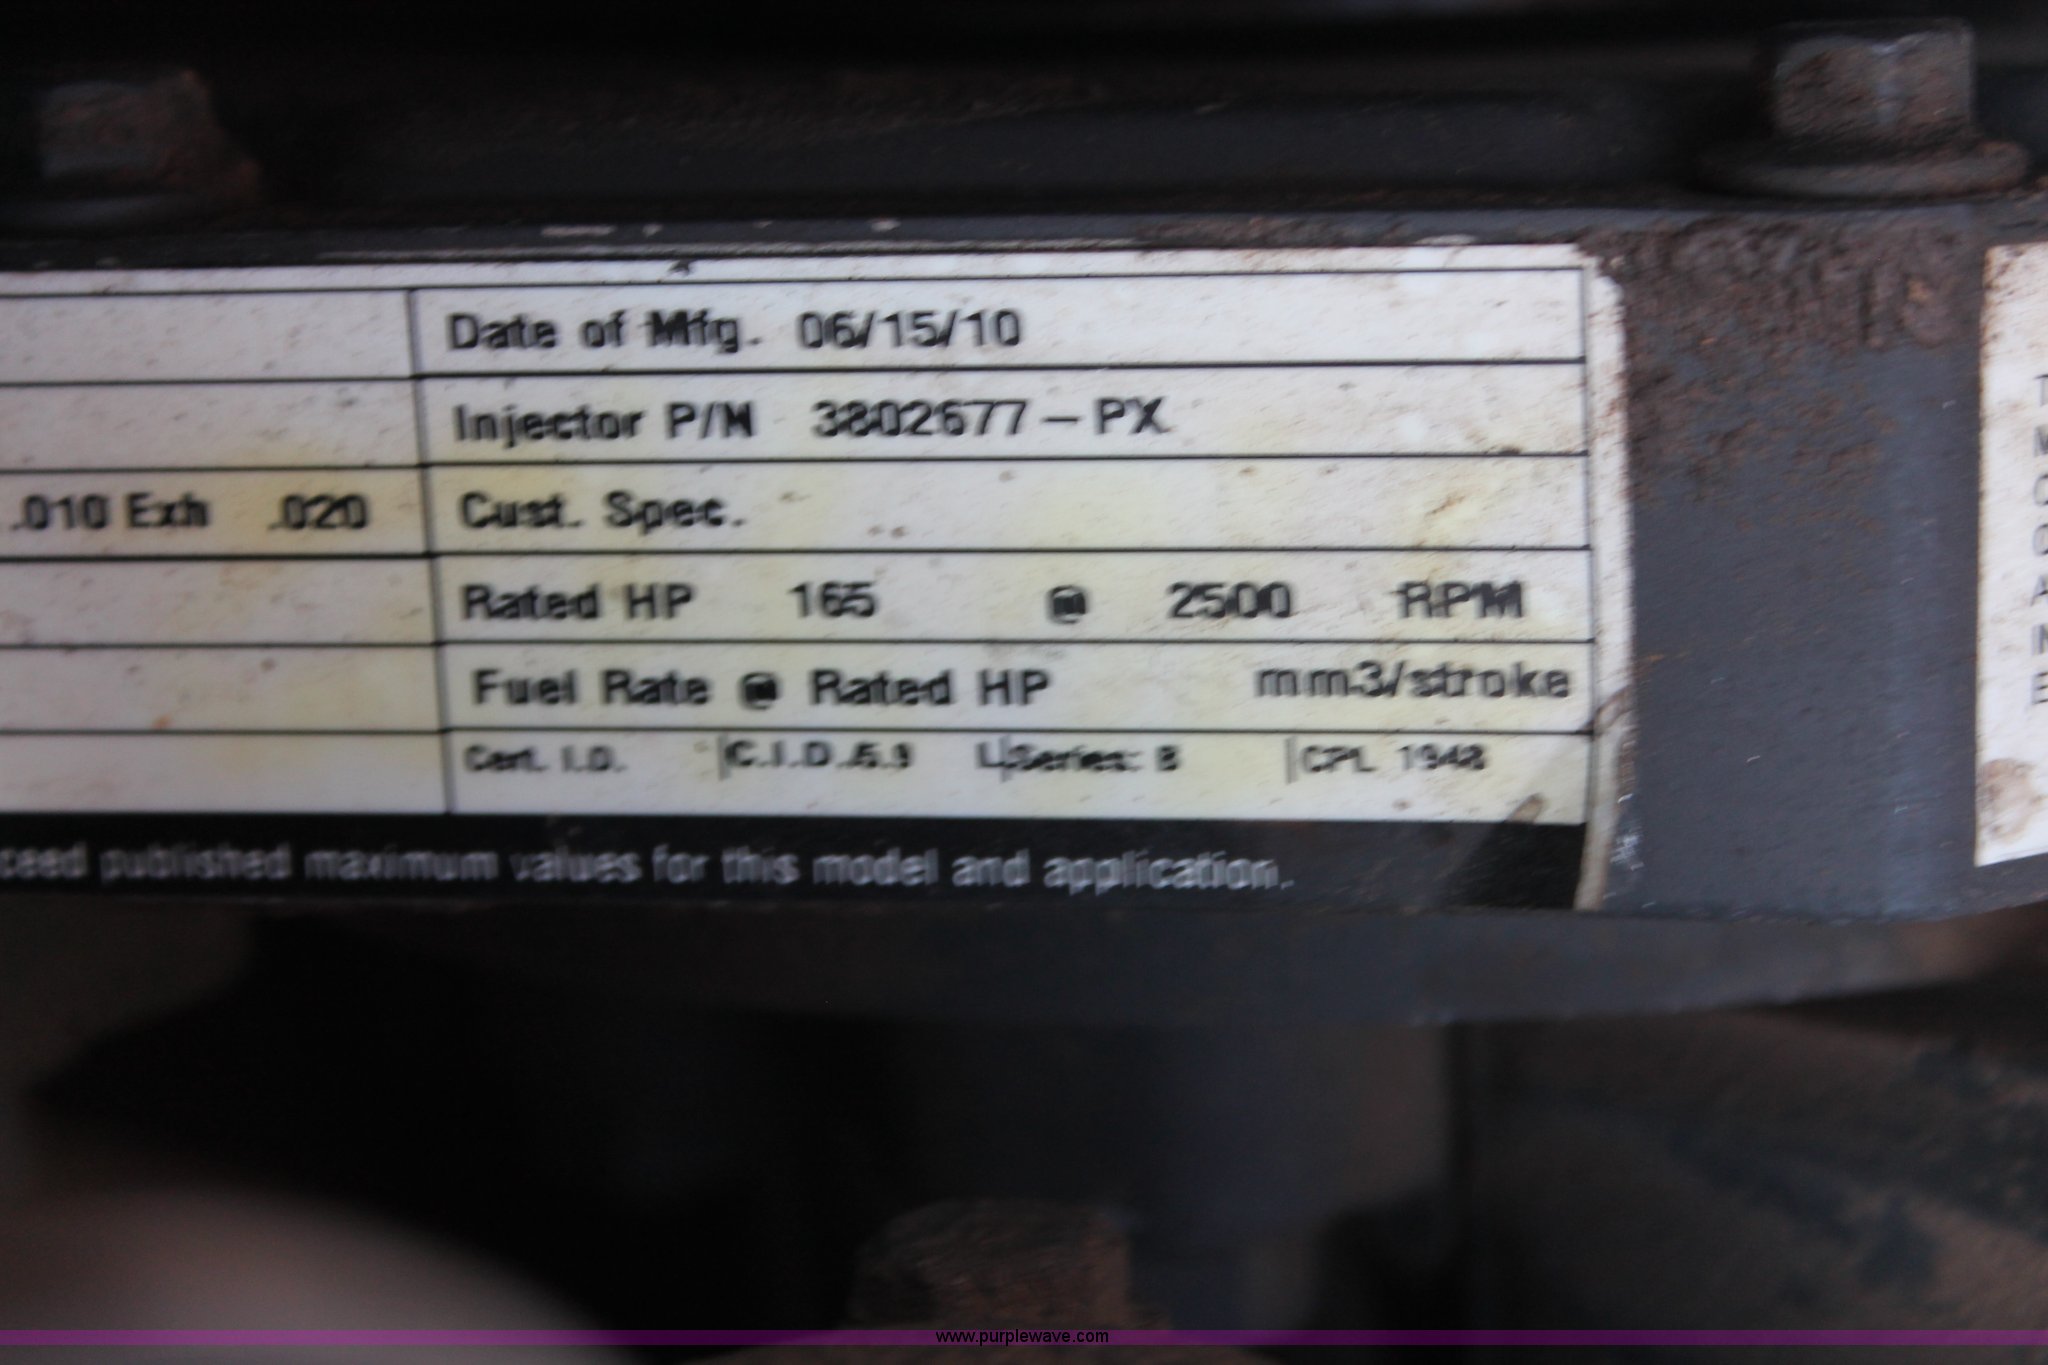 Date of Mfg. 06/15/10
Injector P/N 3802677-PX
.010 Exh .020 Cust. Spec.
Rated HP 165 @ 2500 RPM
Fuel Rate @ Rated HP mm3/stroke
Cert. I.D. C.I.D./5.9 L Series: B CPL 1948
ceed published maximum values for this model and application.
www.purplewave.com